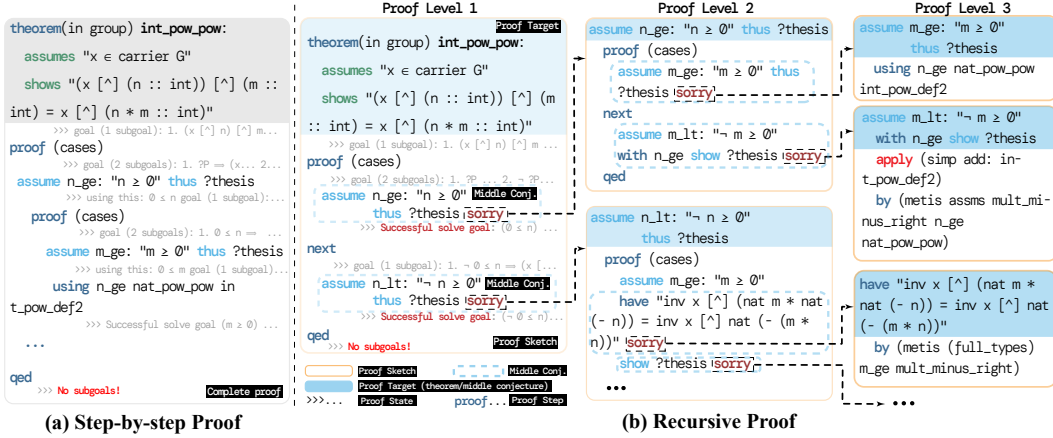 Proof Level 1
Proof Level 2
Proof Level 3
theorem(in group) int_pow_pow:
assumes "x ∈ carrier G"
shows "(x [^] (n :: int)) [^] (m ::
int) = x [^] (n * m :: int)"
>>> goal (1 subgoal): 1. (x [^] n) [^] m...
proof (cases)
>>> goal (2 subgoals): 1. ?P == (x... 2...
assume n_ge: "n ≥ 0" thus ?thesis
>>> using this: 0 ≤ n goal (1 subgoal)...
proof (cases)
>>> goal (2 subgoals): 1. 0 ≤ n == ...
assume m_ge: "m ≥ 0" thus ?thesis
>>> using this: 0 ≤ m goal (1 subgoal)...
using n_ge nat_pow_pow in
t_pow_def2
>>> Successful solve goal (m ≥ 0) ...
...
qed
>>> No subgoals!
Complete proof
(a) Step-by-step Proof
Proof Target
theorem(in group) int_pow_pow:
assumes "x ∈ carrier G"
shows "(x [^] (n :: int)) [^] (m
:: int) = x [^] (n * m :: int)"
>>> goal (1 subgoal): 1. (x [^] n) [^] m ...
proof (cases)
>>> goal (2 subgoals): 1. ?P ... 2. ¬ ?P ...
assume n_ge: "n ≥ 0" Middle Conj.
thus ?thesis sorry
>>> Successful solve goal: (0 ≤ n) ...
next
>>> goal (1 subgoal): 1. ¬ 0 ≤ n == (x [...
assume n_lt: "¬ n ≥ 0" Middle Conj.
thus ?thesis sorry
>>> Successful solve goal: (¬ 0 ≤ n)...
qed
>>> No subgoals!
Proof Sketch
Proof Sketch
Middle Conj.
Proof Target (theorem/middle conjecture)
>>>... Proof State
proof... Proof Step
assume n_ge: "n ≥ 0" thus ?thesis
proof (cases)
assume m_ge: "m ≥ 0" thus
?thesis sorry
next
assume m_lt: "¬ m ≥ 0"
with n_ge show ?thesis sorry
qed
assume n_lt: "¬ n ≥ 0"
thus ?thesis
proof (cases)
assume m_ge: "m ≥ 0"
have "inv x [^] (nat m * nat
(- n)) = inv x [^] nat (- (m *
n))" sorry
show ?thesis sorry
...
assume m_ge: "m ≥ 0"
thus ?thesis
using n_ge nat_pow_pow
int_pow_def2
assume m_lt: "¬ m ≥ 0"
with n_ge show ?thesis
apply (simp add: in-
t_pow_def2)
by (metis assms mult_mi-
nus_right n_ge
nat_pow_pow)
have "inv x [^] (nat m *
nat (- n)) = inv x [^] nat
(- (m * n))"
by (metis (full_types)
m_ge mult_minus_right)
...
(b) Recursive Proof